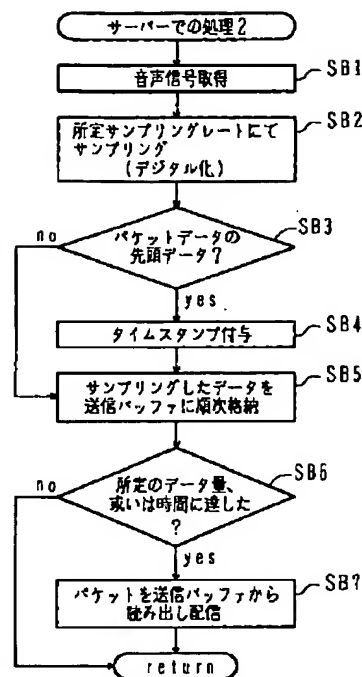 サーバーでの処理2
音声信号取得
SB1
所定サンプリングレートにて
サンプリング
(デジタル化)
SB2
パケットデータの
先頭データ?
SB3
no
yes
タイムスタンプ付与
SB4
サンプリングしたデータを
送信バッファに順次格納
SB5
所定のデータ量、
或いは時間に達した
?
SB6
no
yes
パケットを送信バッファから
読み出し配信
SB7
return